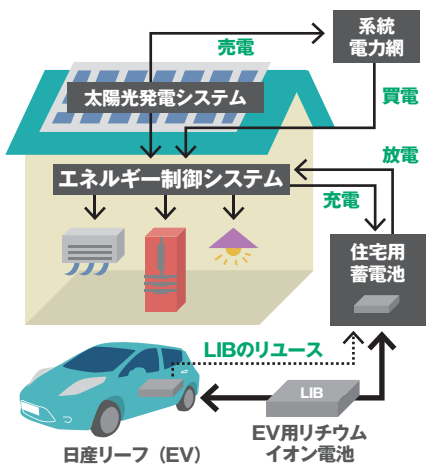 売電
系統
電力網
太陽光発電システム
買電
放電
エネルギー制御システム
充電
住宅用
蓄電池
LIBのリユース
LIB
日産リーフ（EV）
EV用リチウム
イオン電池